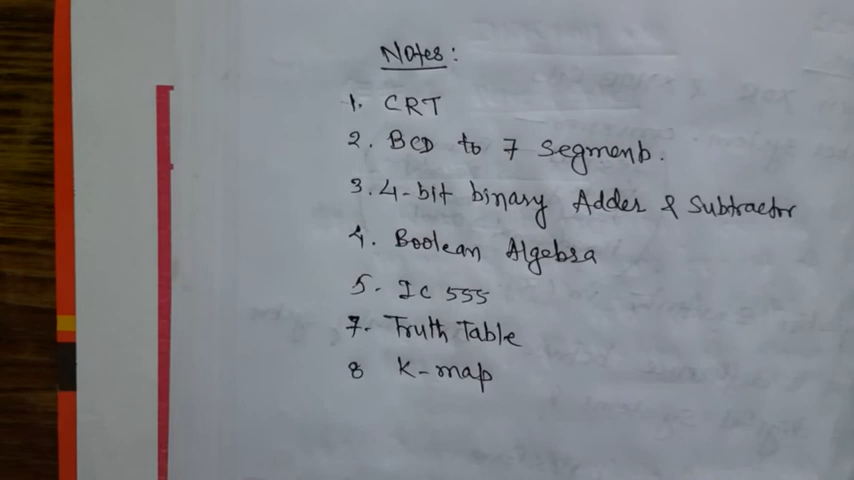 Notes:
1. CRT
2. BCD to 7 Segment.
3. 4-bit binary Adder & Subtractor
4. Boolean Algebra
5. IC 555
7. Truth Table
8 K-map